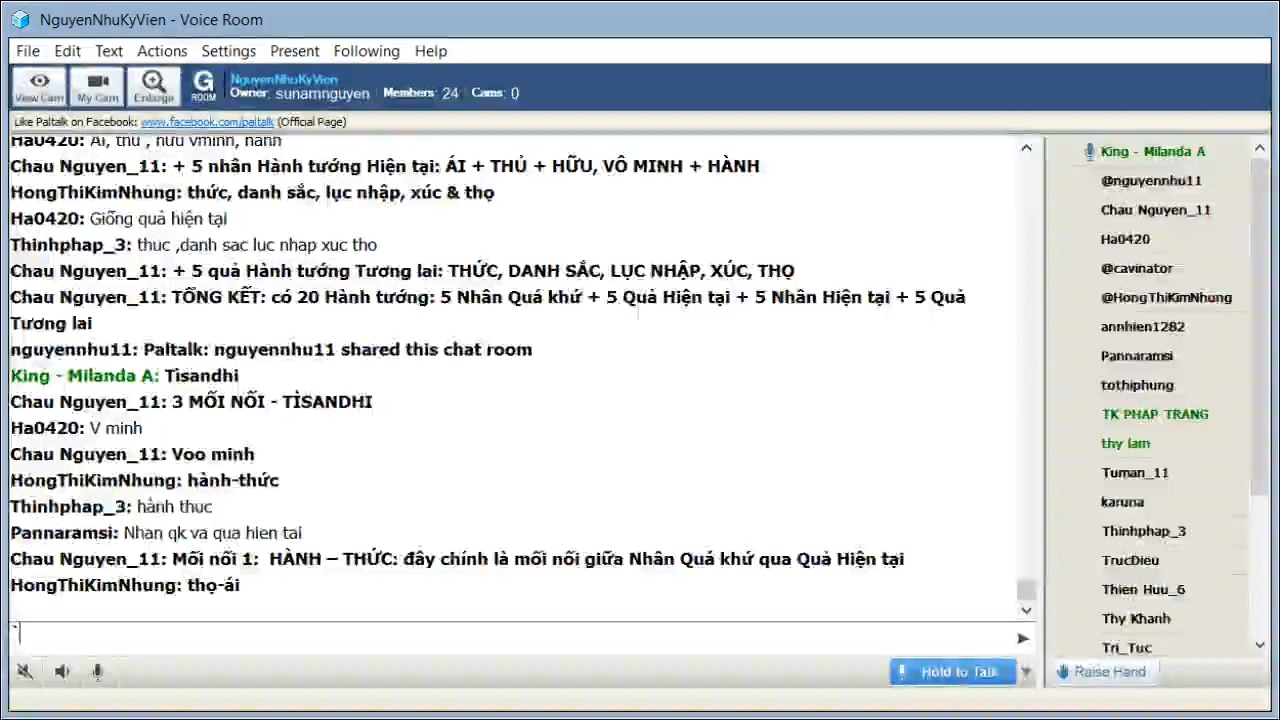 NguyenNhuKyVien - Voice Room
File Edit Text Actions Settings Present Following Help
View Cam My Cam Enlarge G ROOM NguyenNhuKyVien
Owner: sunamnguyen Members: 24 Cams: 0
Like Paltalk on Facebook: www.facebook.com/paltalk (Official Page)
Ha0420: Ái, thủ , hữu vminh, hành
Chau Nguyen_11: + 5 nhân Hành tướng Hiện tại: ÁI + THỦ + HỮU, VÔ MINH + HÀNH
HongThiKimNhung: thức, danh sắc, lục nhập, xúc & thọ
Ha0420: Giống quả hiện tại
Thinhphap_3: thuc ,danh sac luc nhap xuc tho
Chau Nguyen_11: + 5 quả Hành tướng Tương lai: THỨC, DANH SẮC, LỤC NHẬP, XÚC, THỌ
Chau Nguyen_11: TỔNG KẾT: có 20 Hành tướng: 5 Nhân Quá khứ + 5 Quả Hiện tại + 5 Nhân Hiện tại + 5 Quả
Tương lai
nguyennhu11: Paltalk: nguyennhu11 shared this chat room
King - Milanda A: Tìsandhi
Chau Nguyen_11: 3 MỐI NỐI - TÌSANDHI
Ha0420: V minh
Chau Nguyen_11: Voo minh
HongThiKimNhung: hành-thức
Thinhphap_3: hành thuc
Pannaramsi: Nhan qk va qua hien tai
Chau Nguyen_11: Mối nối 1: HÀNH – THỨC: đây chính là mối nối giữa Nhân Quá khứ qua Quả Hiện tại
HongThiKimNhung: thọ-ái
Hold to Talk
King - Milanda A
@nguyennhu11
Chau Nguyen_11
Ha0420
@cavinator
@HongThiKimNhung
annhien1282
Pannaramsi
tothiphung
TK PHAP TRANG
thy lam
Tuman_11
karuna
Thinhphap_3
TrucDieu
Thien Huu_6
Thy Khanh
Tri_Tuc
Raise Hand